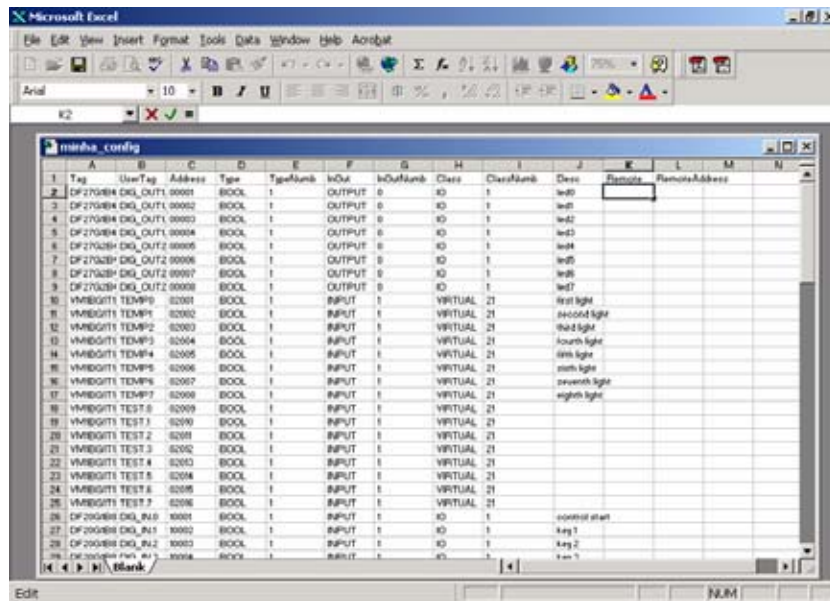 Microsoft Excel
File Edit View Insert Format Tools Data Window Help Acrobat
75%
Arial 10 B I U
K2
minha_config
A B C D E F G H I J K L M N
1 Tag UserTag Address Type TypeNumb InOut InOutNumb Class ClassNumb Desc Remote RemoteAddress
2 DIG_OUT1. 00001 BOOL 1 OUTPUT 0 IO 1 led0
3 DIG_OUT1. 00002 BOOL 1 OUTPUT 0 IO 1 led1
4 DIG_OUT1. 00003 BOOL 1 OUTPUT 0 IO 1 led2
5 DIG_OUT1. 00004 BOOL 1 OUTPUT 0 IO 1 led3
6 DIG_OUT2 00005 BOOL 1 OUTPUT 0 IO 1 led4
7 DIG_OUT2 00006 BOOL 1 OUTPUT 0 IO 1 led5
8 DIG_OUT2 00007 BOOL 1 OUTPUT 0 IO 1 led6
9 DIG_OUT2 00008 BOOL 1 OUTPUT 0 IO 1 led7
10 TEMP0 02001 BOOL 1 INPUT 1 VIRTUAL 21 first light
11 TEMP1 02002 BOOL 1 INPUT 1 VIRTUAL 21 second light
12 TEMP2 02003 BOOL 1 INPUT 1 VIRTUAL 21 third light
13 TEMP3 02004 BOOL 1 INPUT 1 VIRTUAL 21 fourth light
14 TEMP4 02005 BOOL 1 INPUT 1 VIRTUAL 21 fifth light
15 TEMP5 02006 BOOL 1 INPUT 1 VIRTUAL 21 sixth light
16 TEMP6 02007 BOOL 1 INPUT 1 VIRTUAL 21 seventh light
17 TEMP7 02008 BOOL 1 INPUT 1 VIRTUAL 21 eighth light
18 TEST.0 02009 BOOL 1 INPUT 1 VIRTUAL 21
19 TEST.1 02010 BOOL 1 INPUT 1 VIRTUAL 21
20 TEST.2 02011 BOOL 1 INPUT 1 VIRTUAL 21
21 TEST.3 02012 BOOL 1 INPUT 1 VIRTUAL 21
22 TEST.4 02013 BOOL 1 INPUT 1 VIRTUAL 21
23 TEST.5 02014 BOOL 1 INPUT 1 VIRTUAL 21
24 TEST.6 02015 BOOL 1 INPUT 1 VIRTUAL 21
25 TEST.7 02016 BOOL 1 INPUT 1 VIRTUAL 21
26 DIG_IN.0 10001 BOOL 1 INPUT 1 IO 1 control start
27 DIG_IN.1 10002 BOOL 1 INPUT 1 IO 1 key 1
28 DIG_IN.2 10003 BOOL 1 INPUT 1 IO 1 key 2
Blank
Edit NUM